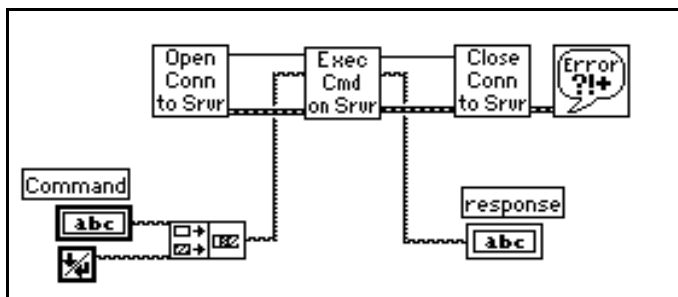 Open
Conn
to Srvr
Exec
Cmd
on Srvr
Close
Conn
to Srvr
Error
?!+
Command
abc
response
abc